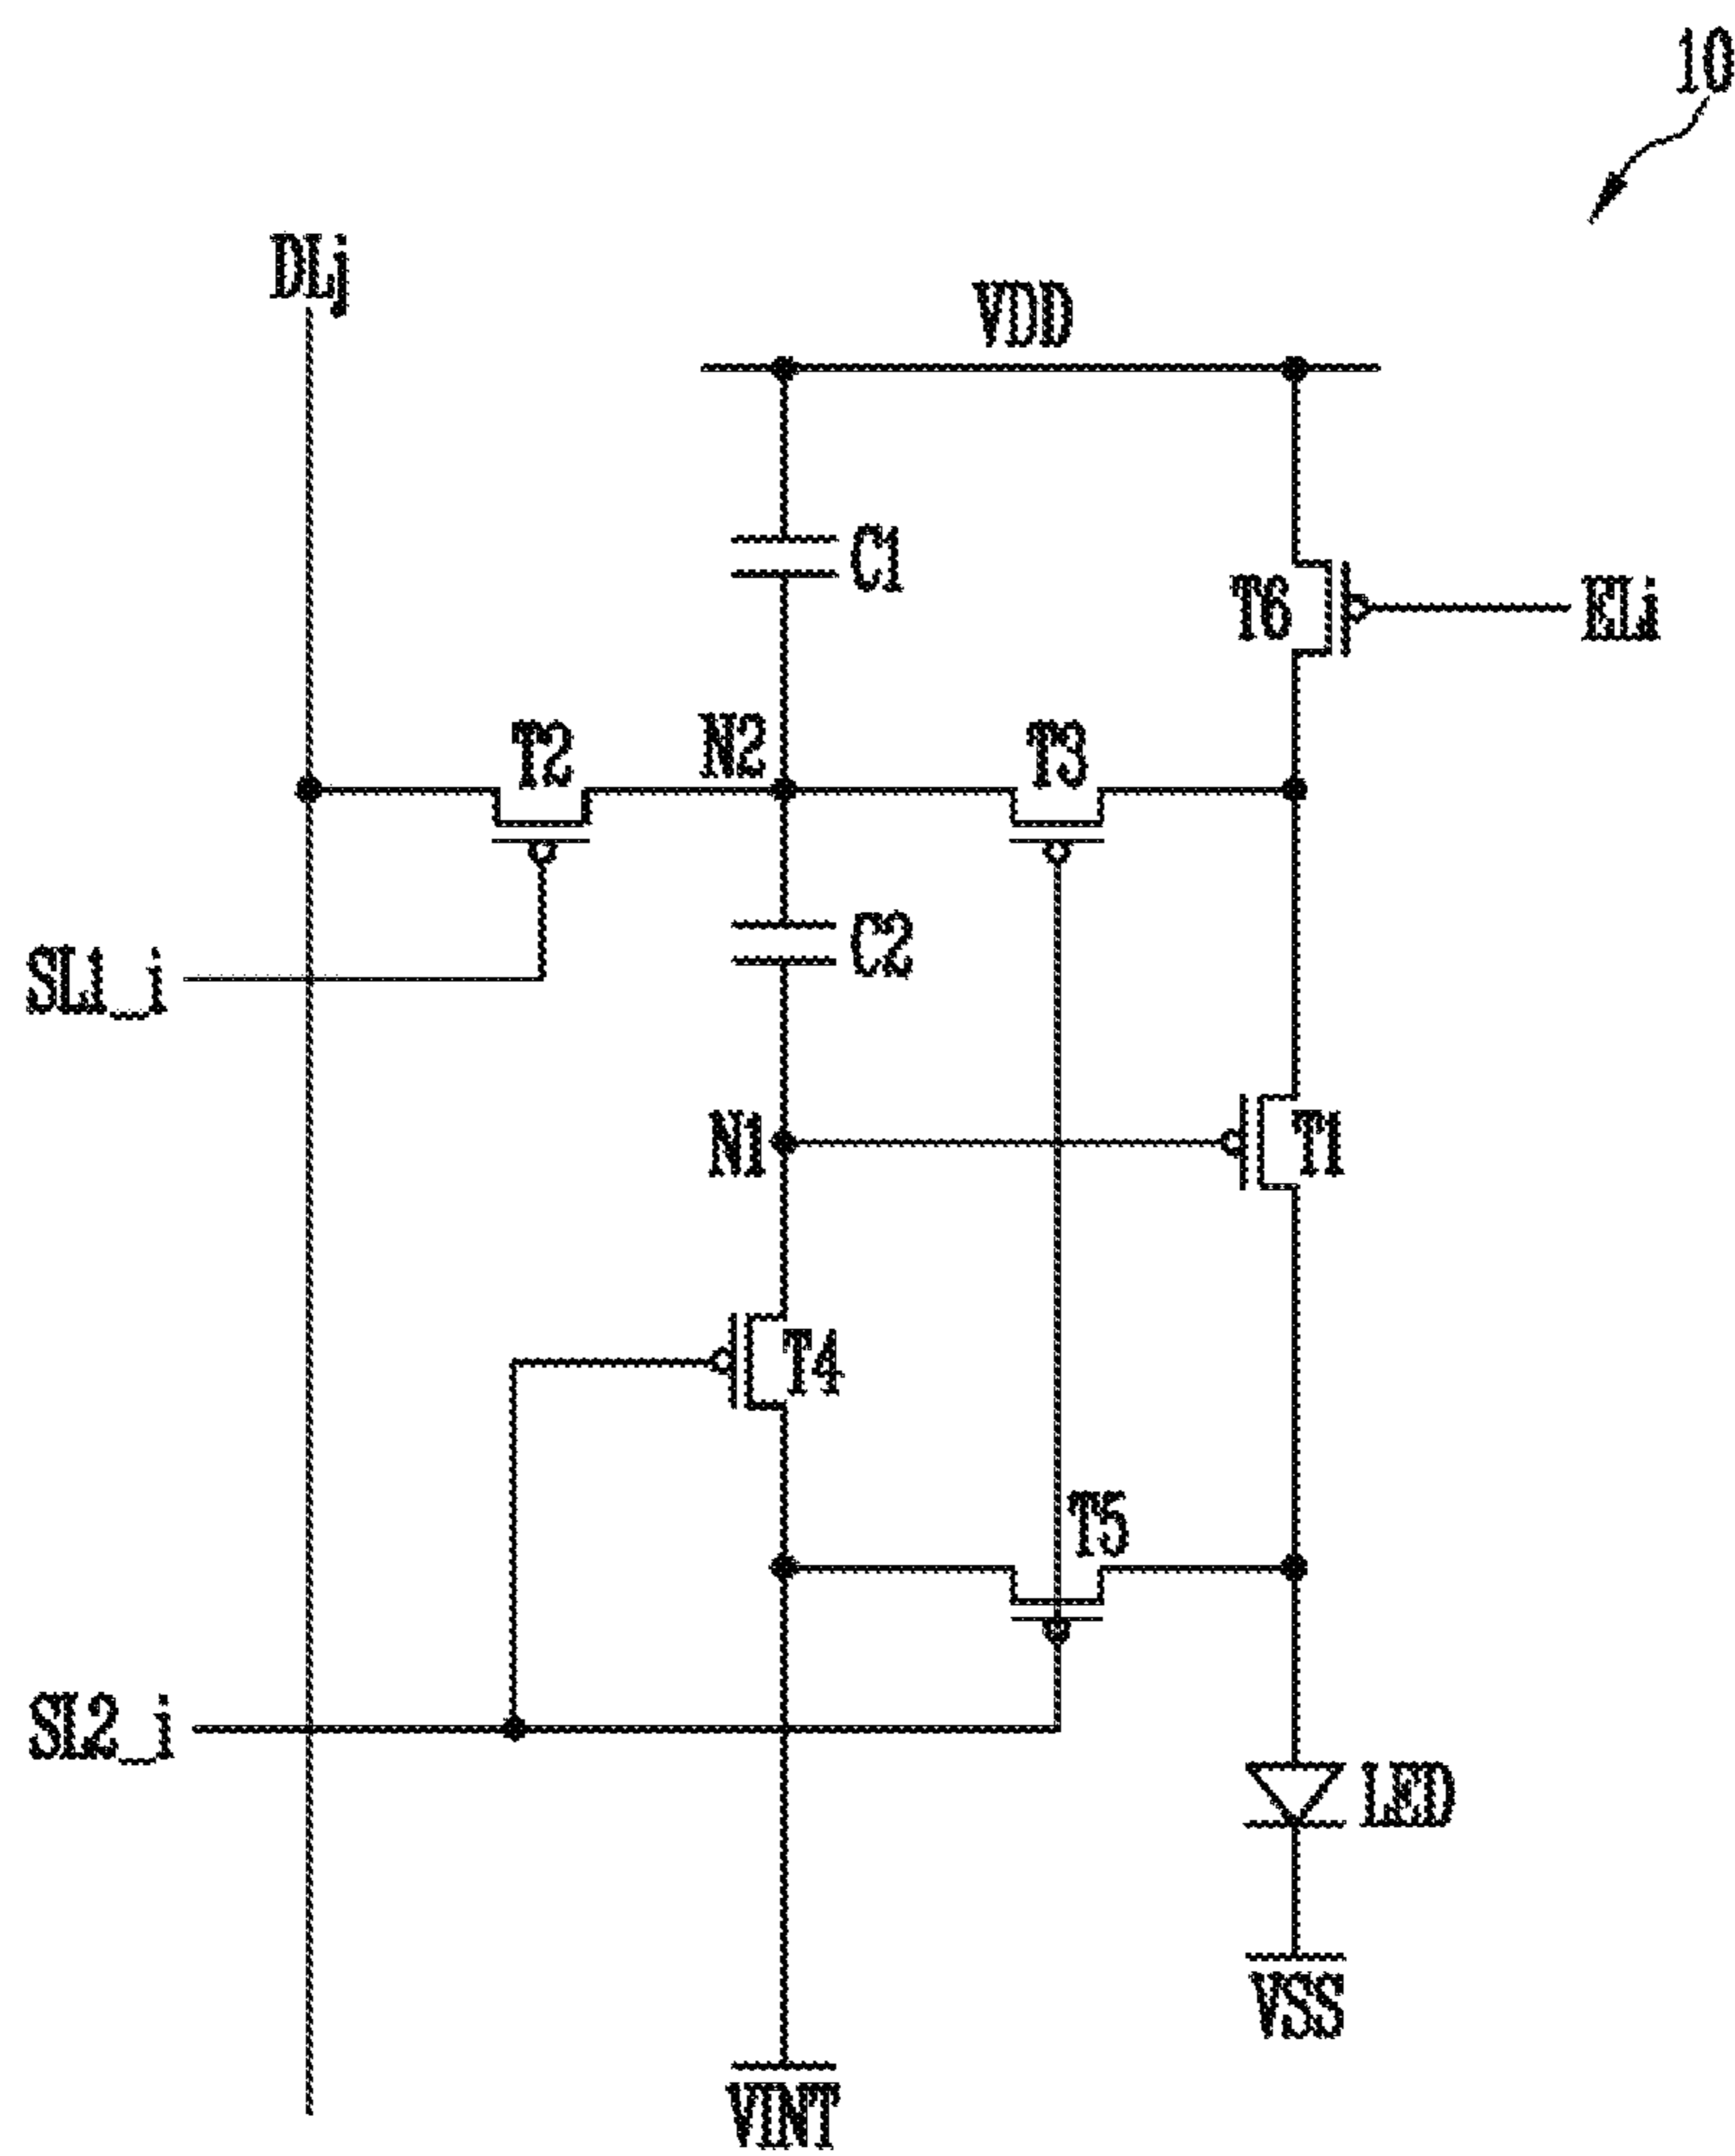 10
DLj
VDD
C1
T6
ELi
T2
N2
T3
C2
SL1_i
N1
T1
T4
T5
SL2_i
LED
VSS
VINT